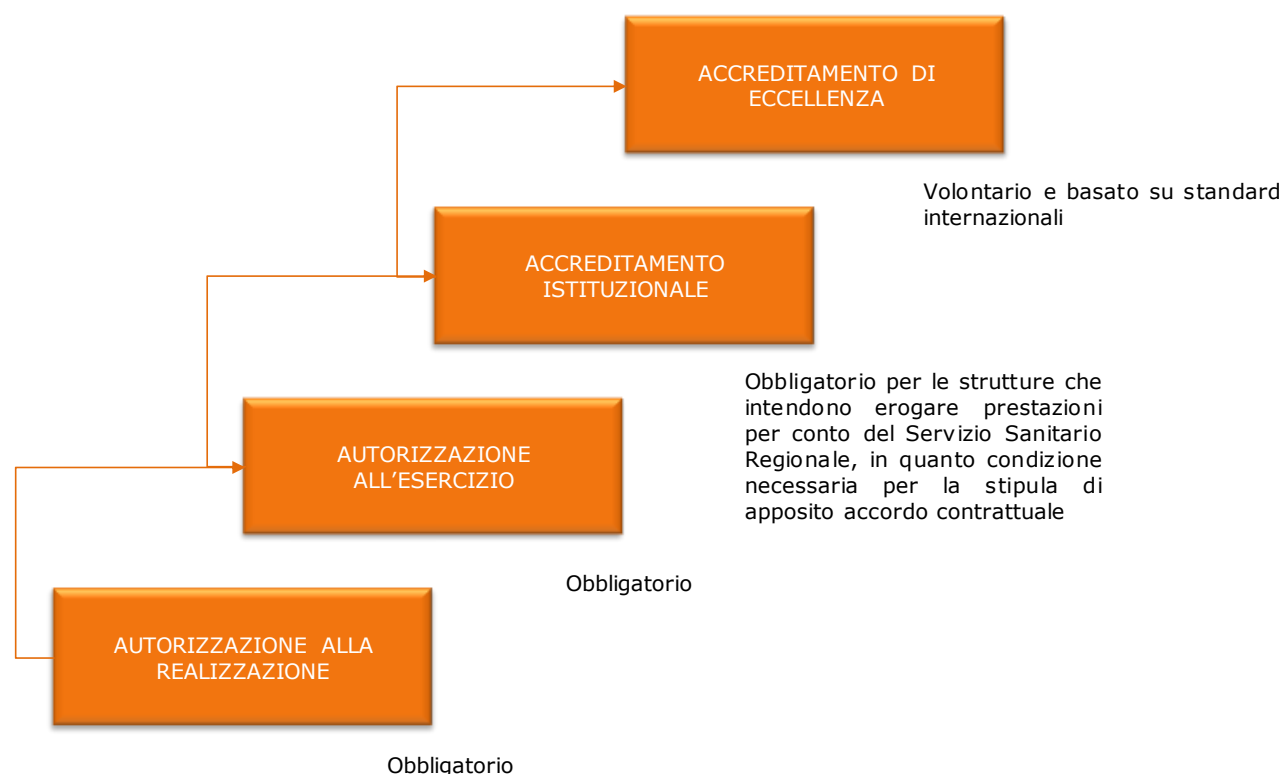 ACCREDITAMENTO DI
ECCELLENZA
Volontario e basato su standard
internazionali
ACCREDITAMENTO
ISTITUZIONALE
Obbligatorio per le strutture che
intendono erogare prestazioni
per conto del Servizio Sanitario
Regionale, in quanto condizione
necessaria per la stipula di
apposito accordo contrattuale
AUTORIZZAZIONE
ALL’ESERCIZIO
Obbligatorio
AUTORIZZAZIONE ALLA
REALIZZAZIONE
Obbligatorio